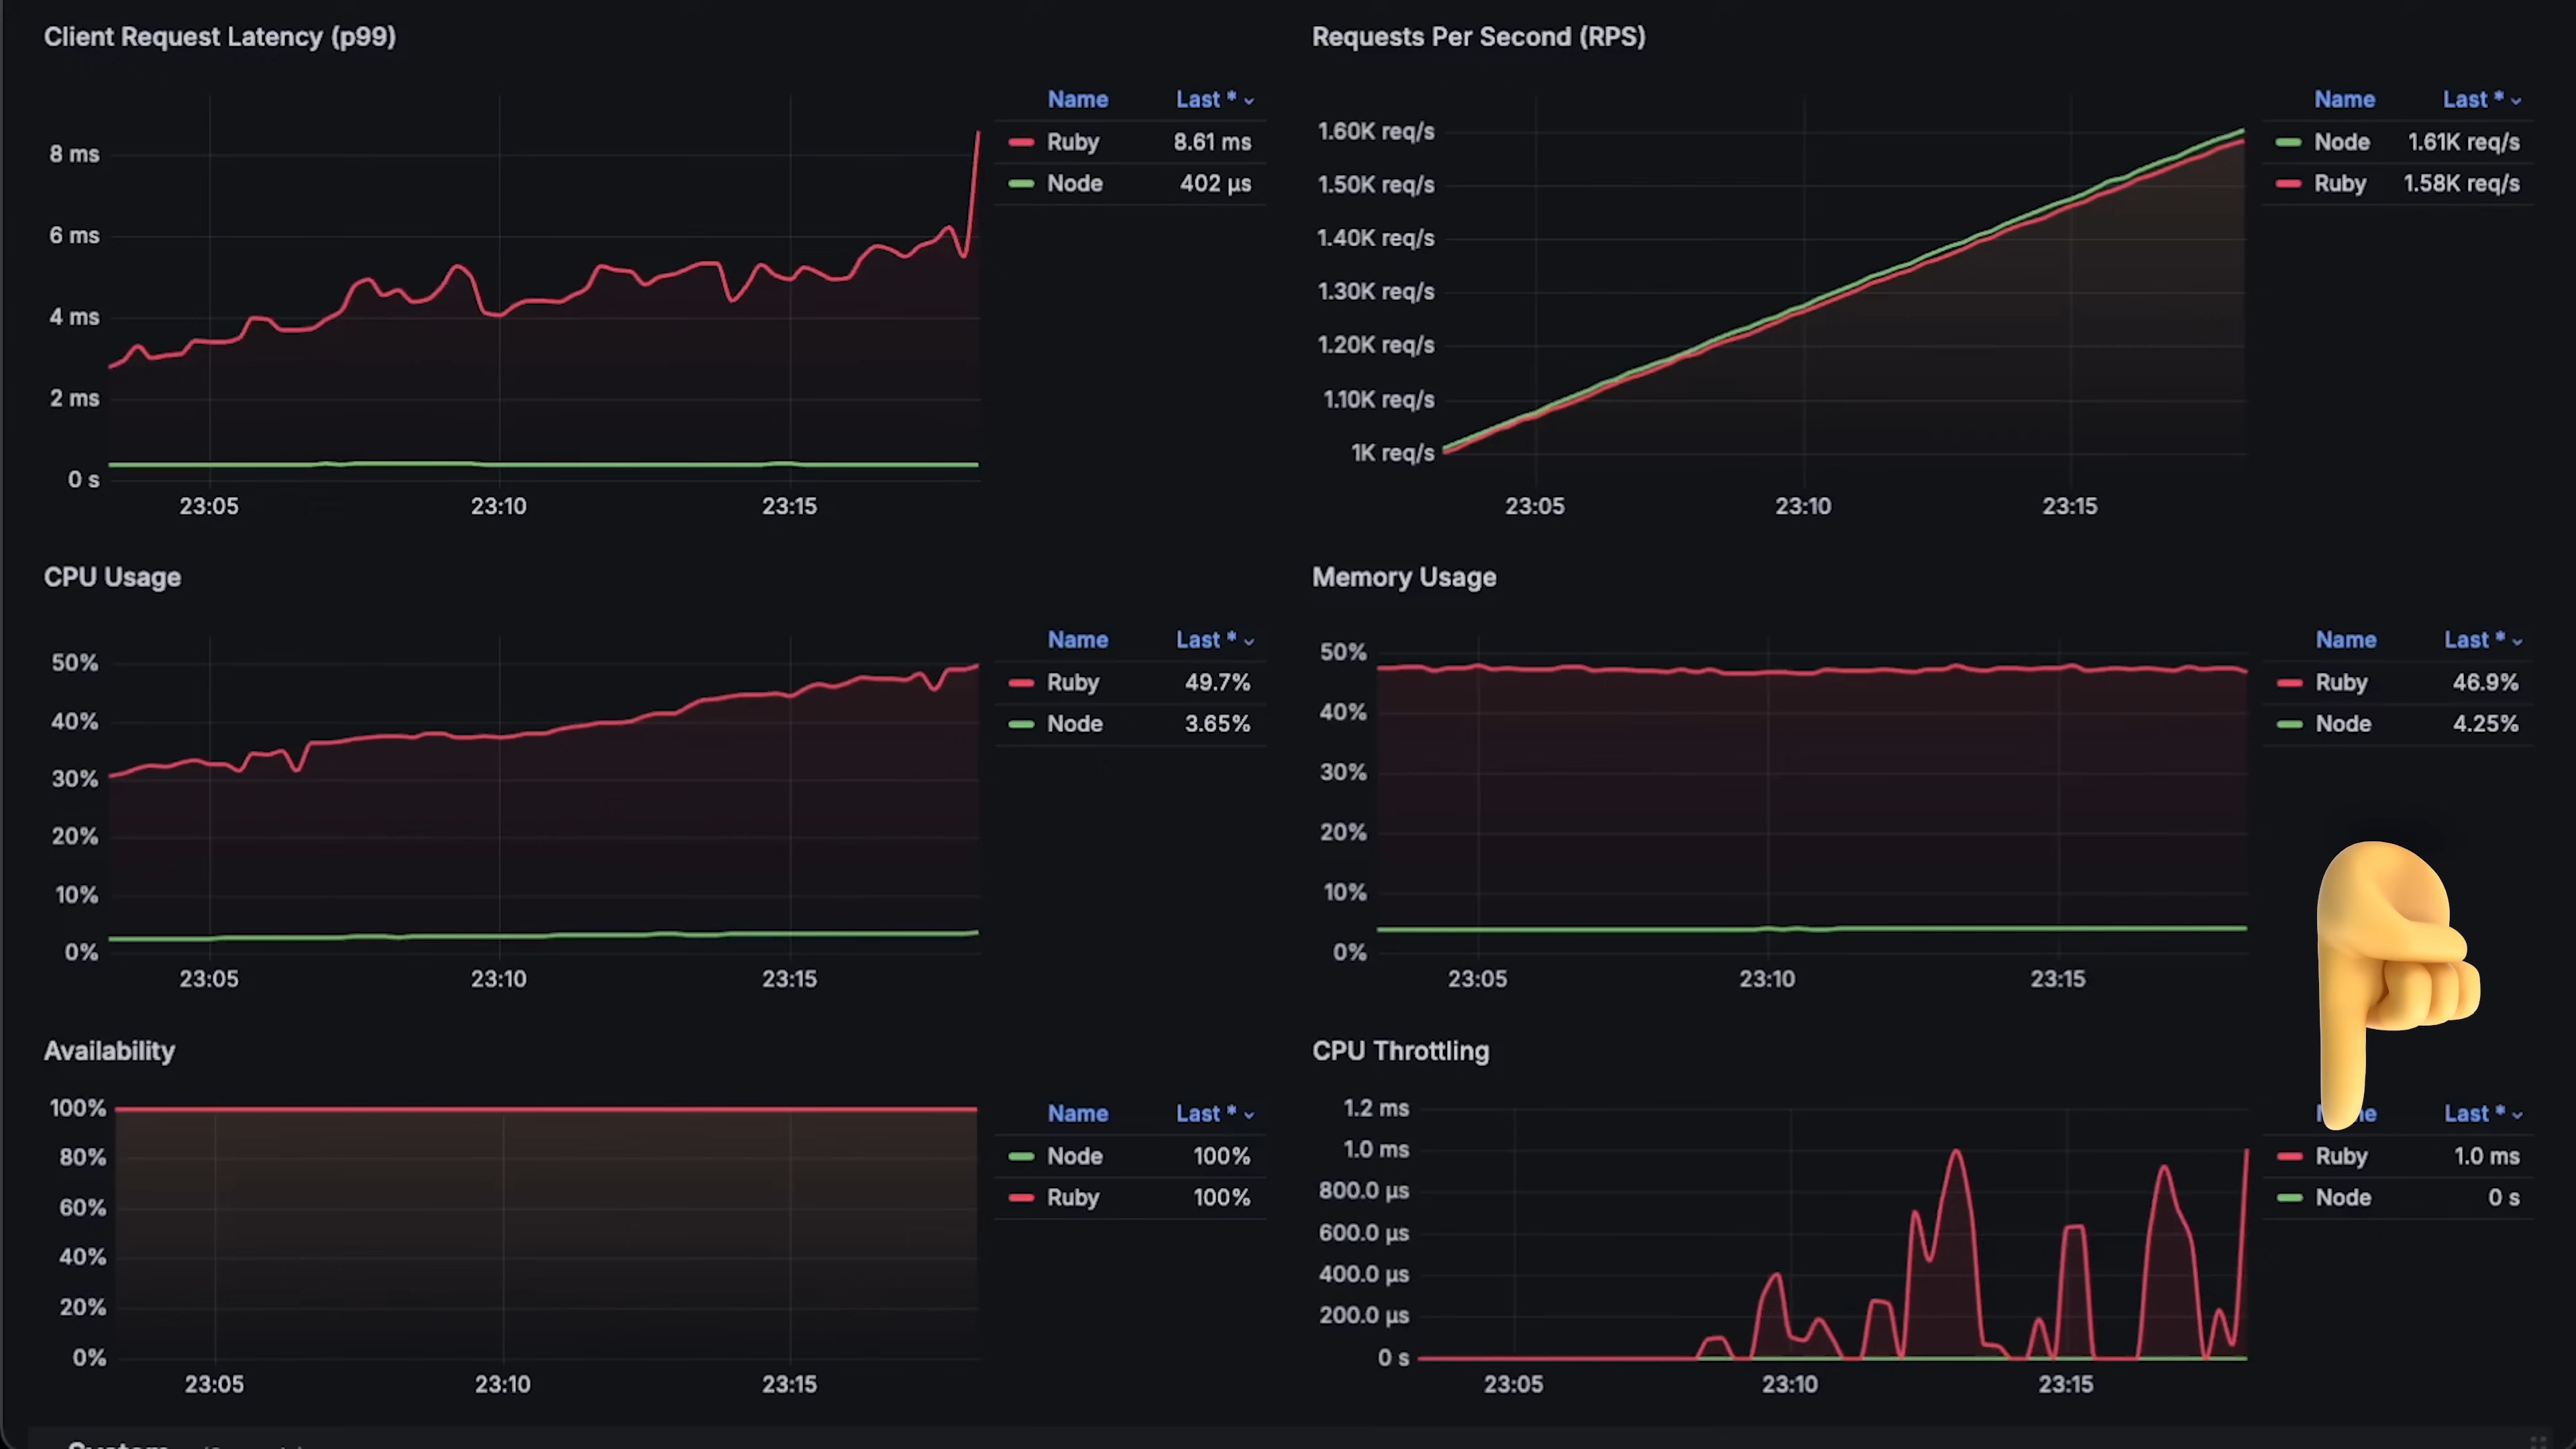 Client Request Latency (p99)
Name Last *
Ruby 8.61 ms
Node 402 µs
8 ms
6 ms
4 ms
2 ms
0 s
23:05 23:10 23:15
Requests Per Second (RPS)
Name Last *
Node 1.61K req/s
Ruby 1.58K req/s
1.60K req/s
1.50K req/s
1.40K req/s
1.30K req/s
1.20K req/s
1.10K req/s
1K req/s
23:05 23:10 23:15
CPU Usage
Name Last *
Ruby 49.7%
Node 3.65%
50%
40%
30%
20%
10%
0%
23:05 23:10 23:15
Memory Usage
Name Last *
Ruby 46.9%
Node 4.25%
50%
40%
30%
20%
10%
0%
23:05 23:10 23:15
Availability
Name Last *
Node 100%
Ruby 100%
100%
80%
60%
40%
20%
0%
23:05 23:10 23:15
CPU Throttling
Last *
Ruby 1.0 ms
Node 0 s
1.2 ms
1.0 ms
800.0 µs
600.0 µs
400.0 µs
200.0 µs
0 s
23:05 23:10 23:15